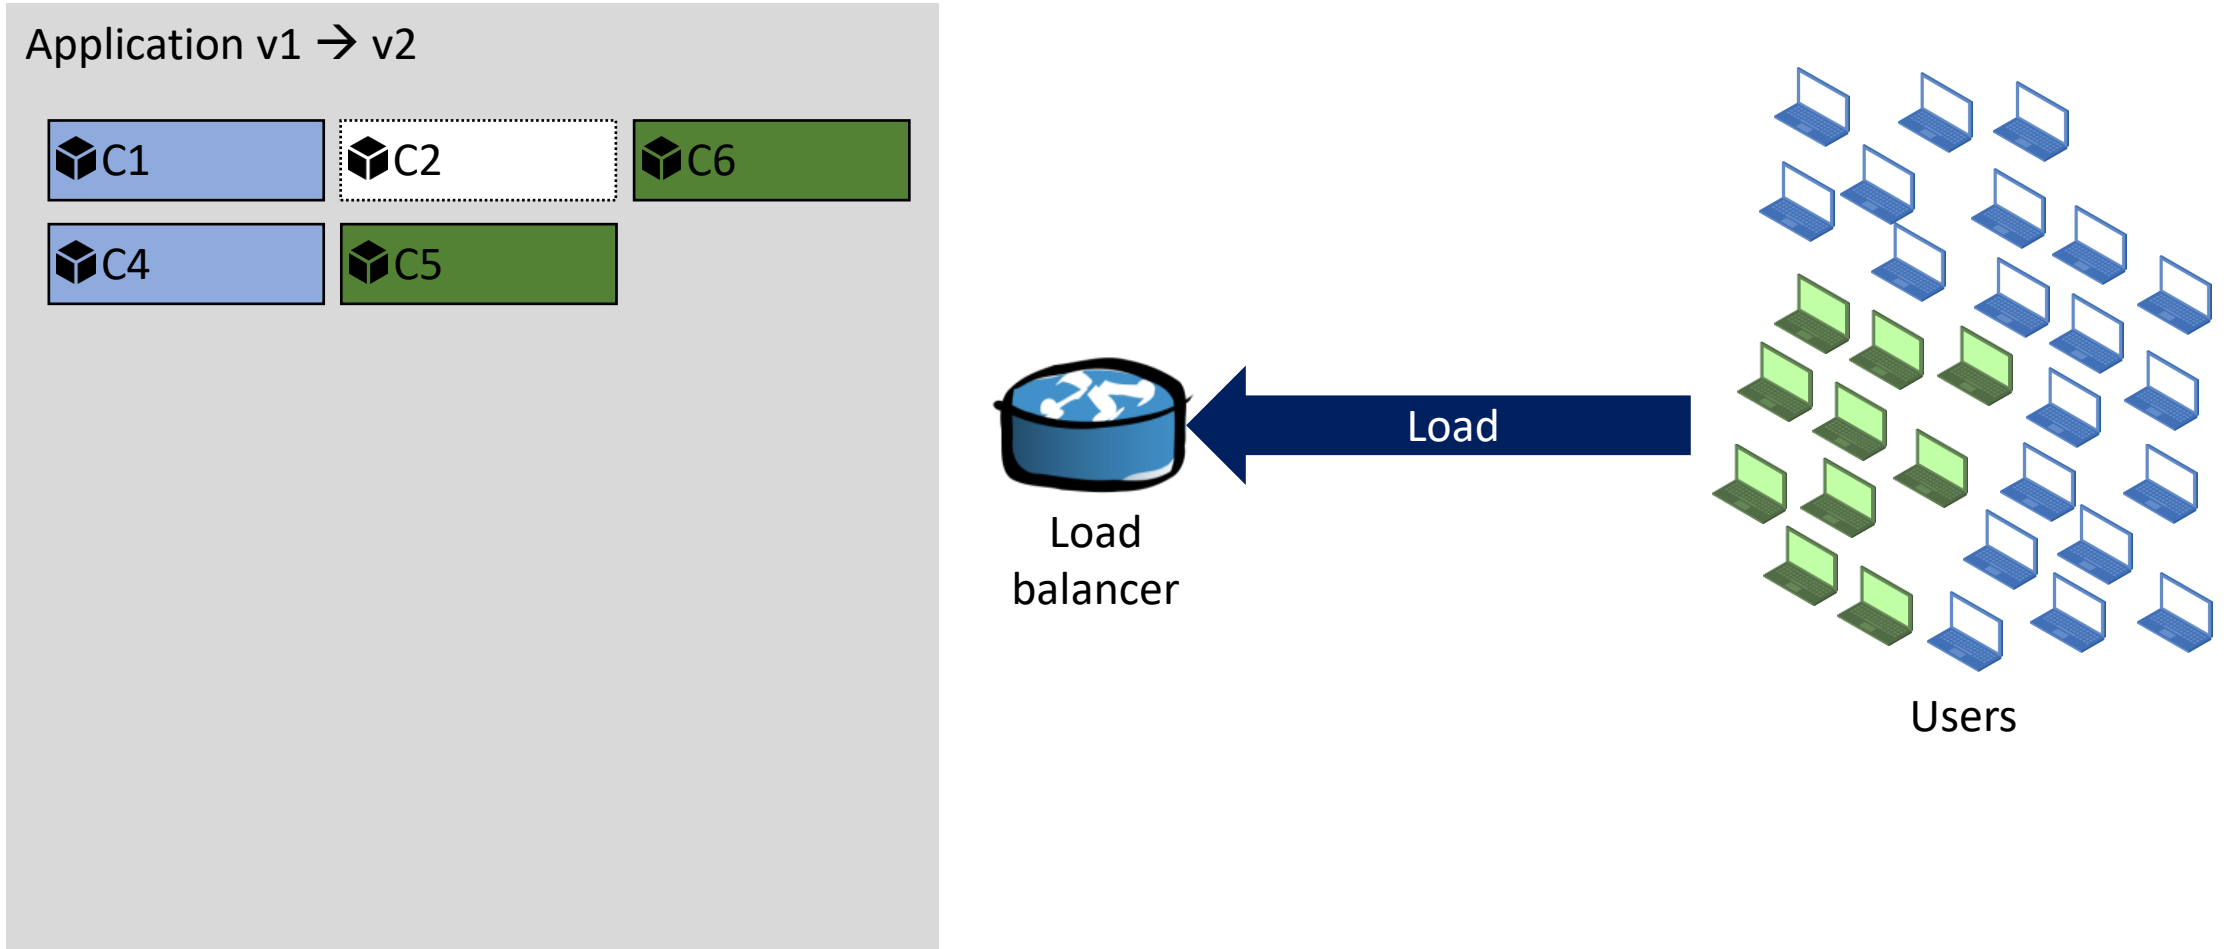 Application v1 → v2
C1
C2
C6
C4
C5
Load
Load
balancer
Users